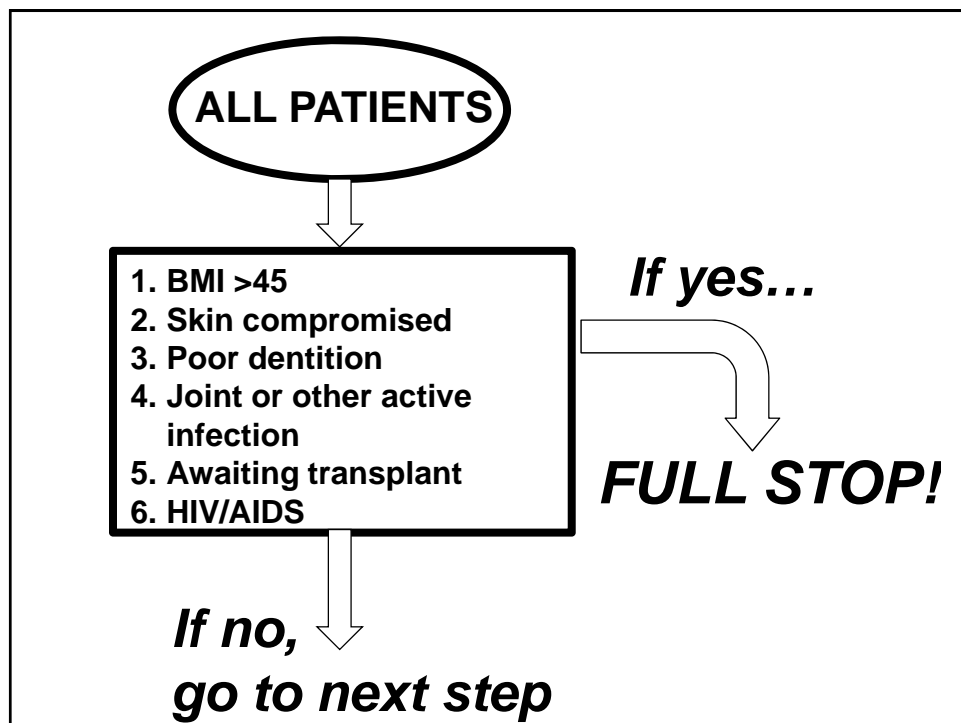 ALL PATIENTS
1. BMI >45
2. Skin compromised
3. Poor dentition
4. Joint or other active
infection
5. Awaiting transplant
6. HIV/AIDS
If yes…
FULL STOP!
If no,
go to next step